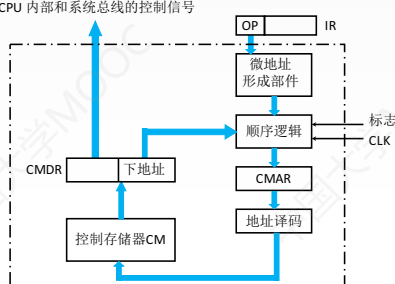 CPU 内部和系统总线的控制信号
OP
IR
微地址
形成部件
顺序逻辑
标志
CLK
CMDR
下地址
CMAR
地址译码
控制存储器CM